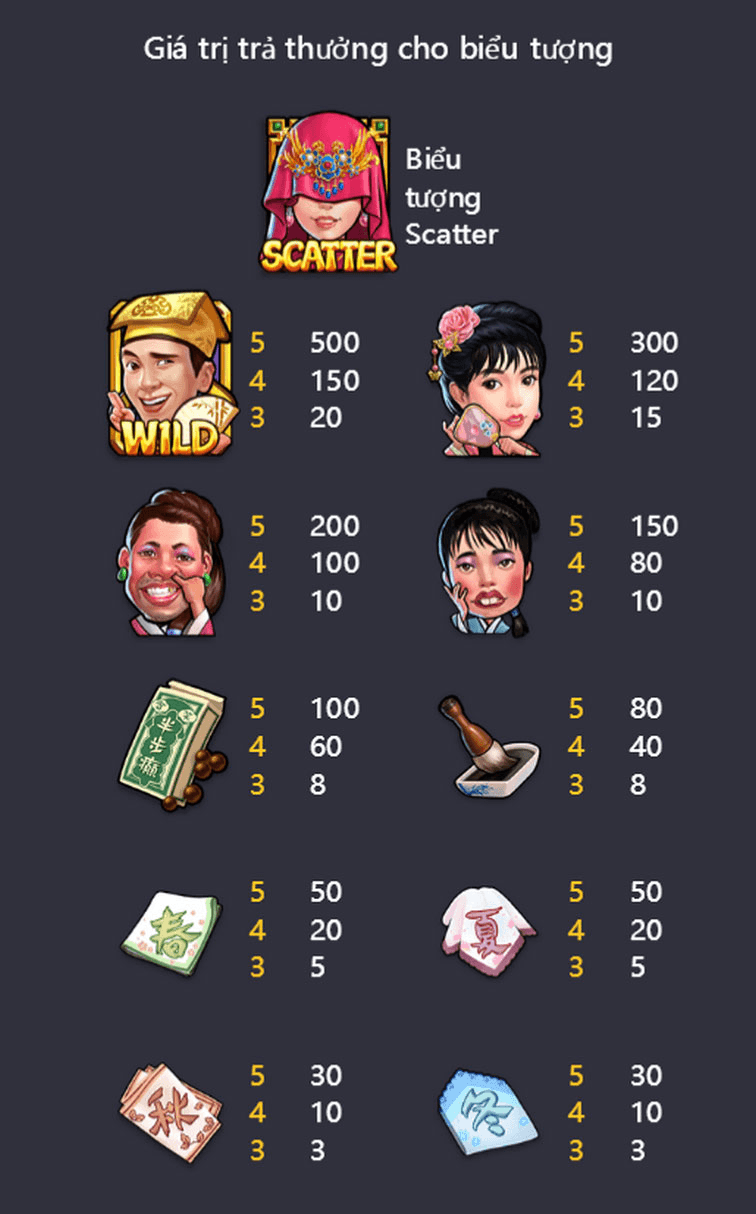 Giá trị trả thưởng cho biểu tượng
Biểu
tượng
Scatter
SCATTER
WILD
5 500
4 150
3 20
5 300
4 120
3 15
5 200
4 100
3 10
5 150
4 80
3 10
半
步
癲
5 100
4 60
3 8
5 80
4 40
3 8
春
5 50
4 20
3 5
夏
5 50
4 20
3 5
秋
5 30
4 10
3 3
冬
5 30
4 10
3 3